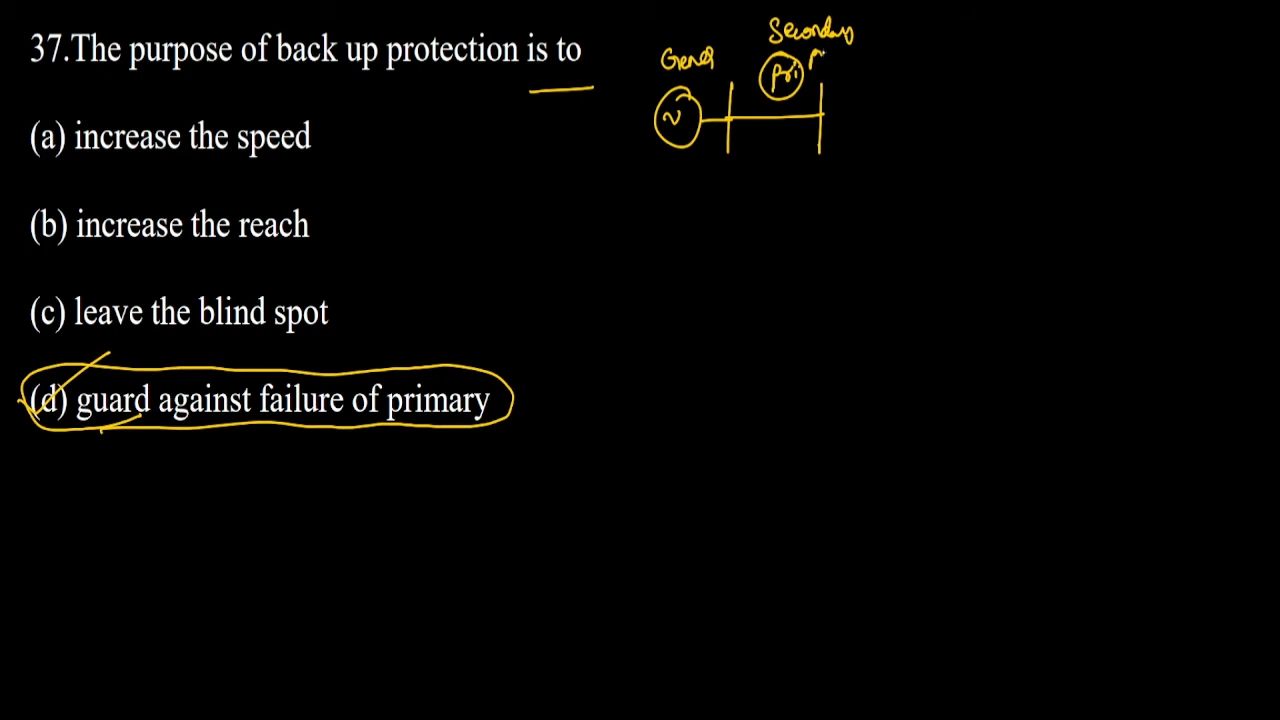 37.The purpose of back up protection is to
(a) increase the speed
(b) increase the reach
(c) leave the blind spot
(d) guard against failure of primary
Secondary
Pri